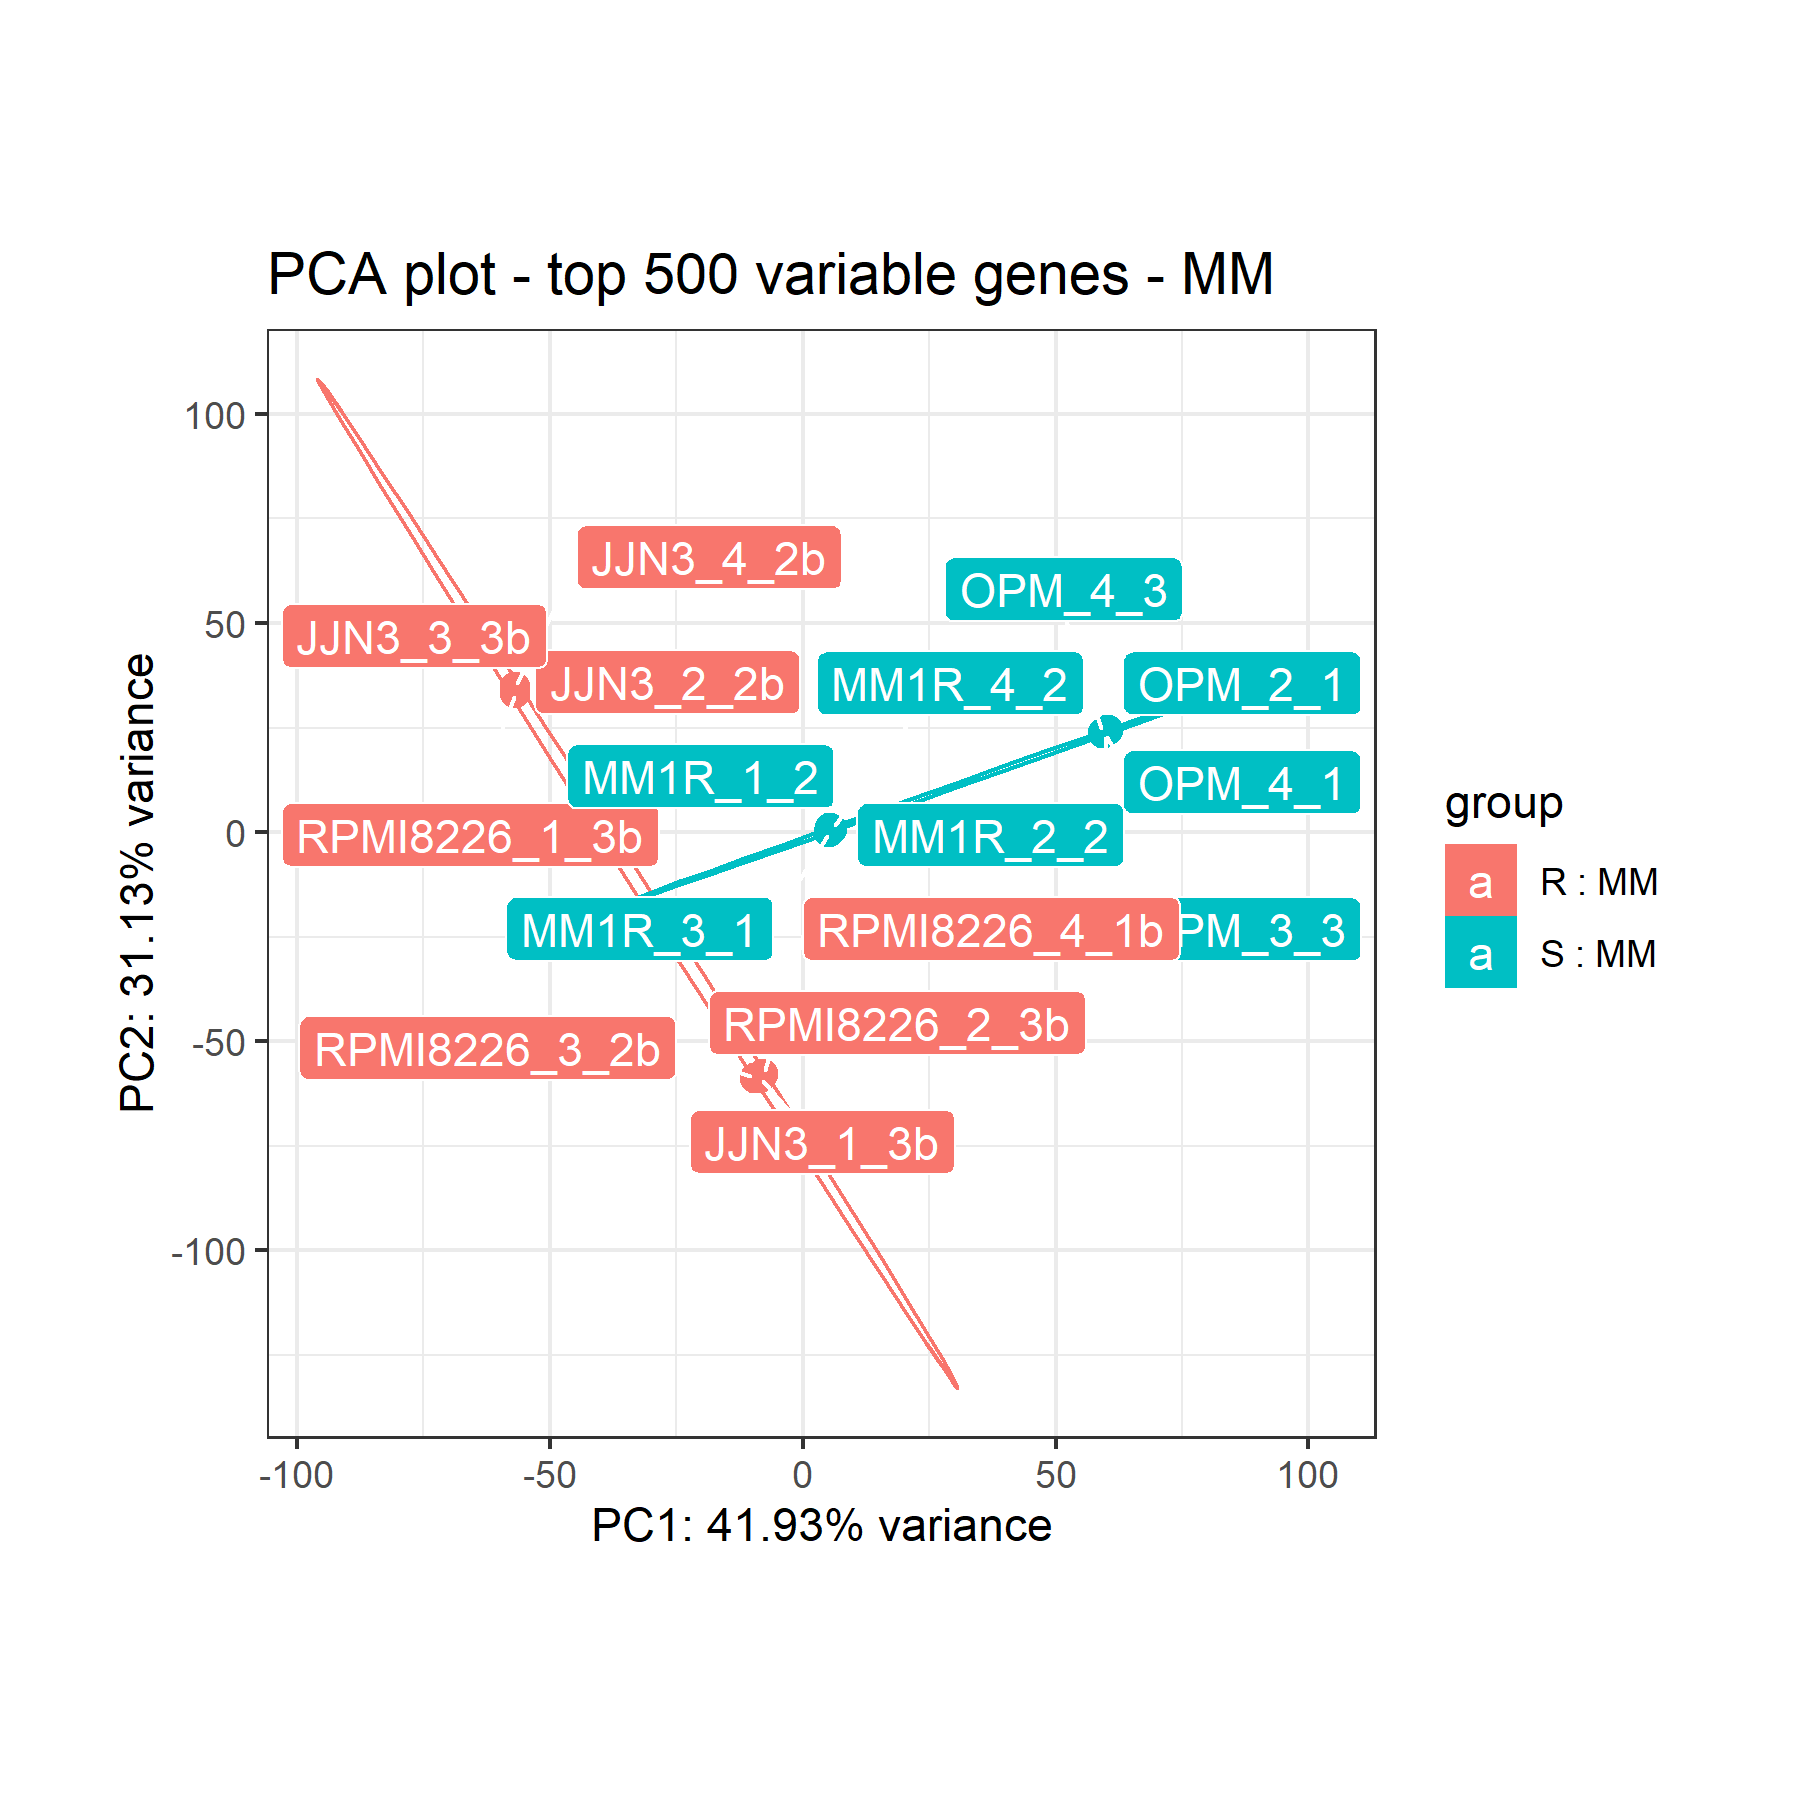 PCA plot - top 500 variable genes - MM
PC2: 31.13% variance
100
50
0
-50
-100
JJN3_4_2b
OPM_4_3
JJN3_3_3b
JJN3_2_2b
MM1R_4_2
OPM_2_1
MM1R_1_2
OPM_4_1
RPMI8226_1_3b
MM1R_2_2
MM1R_3_1
RPMI8226_4_1b
PM_3_3
RPMI8226_3_2b
RPMI8226_2_3b
JJN3_1_3b
-100
-50
0
50
100
PC1: 41.93% variance
group
a R : MM
a S : MM